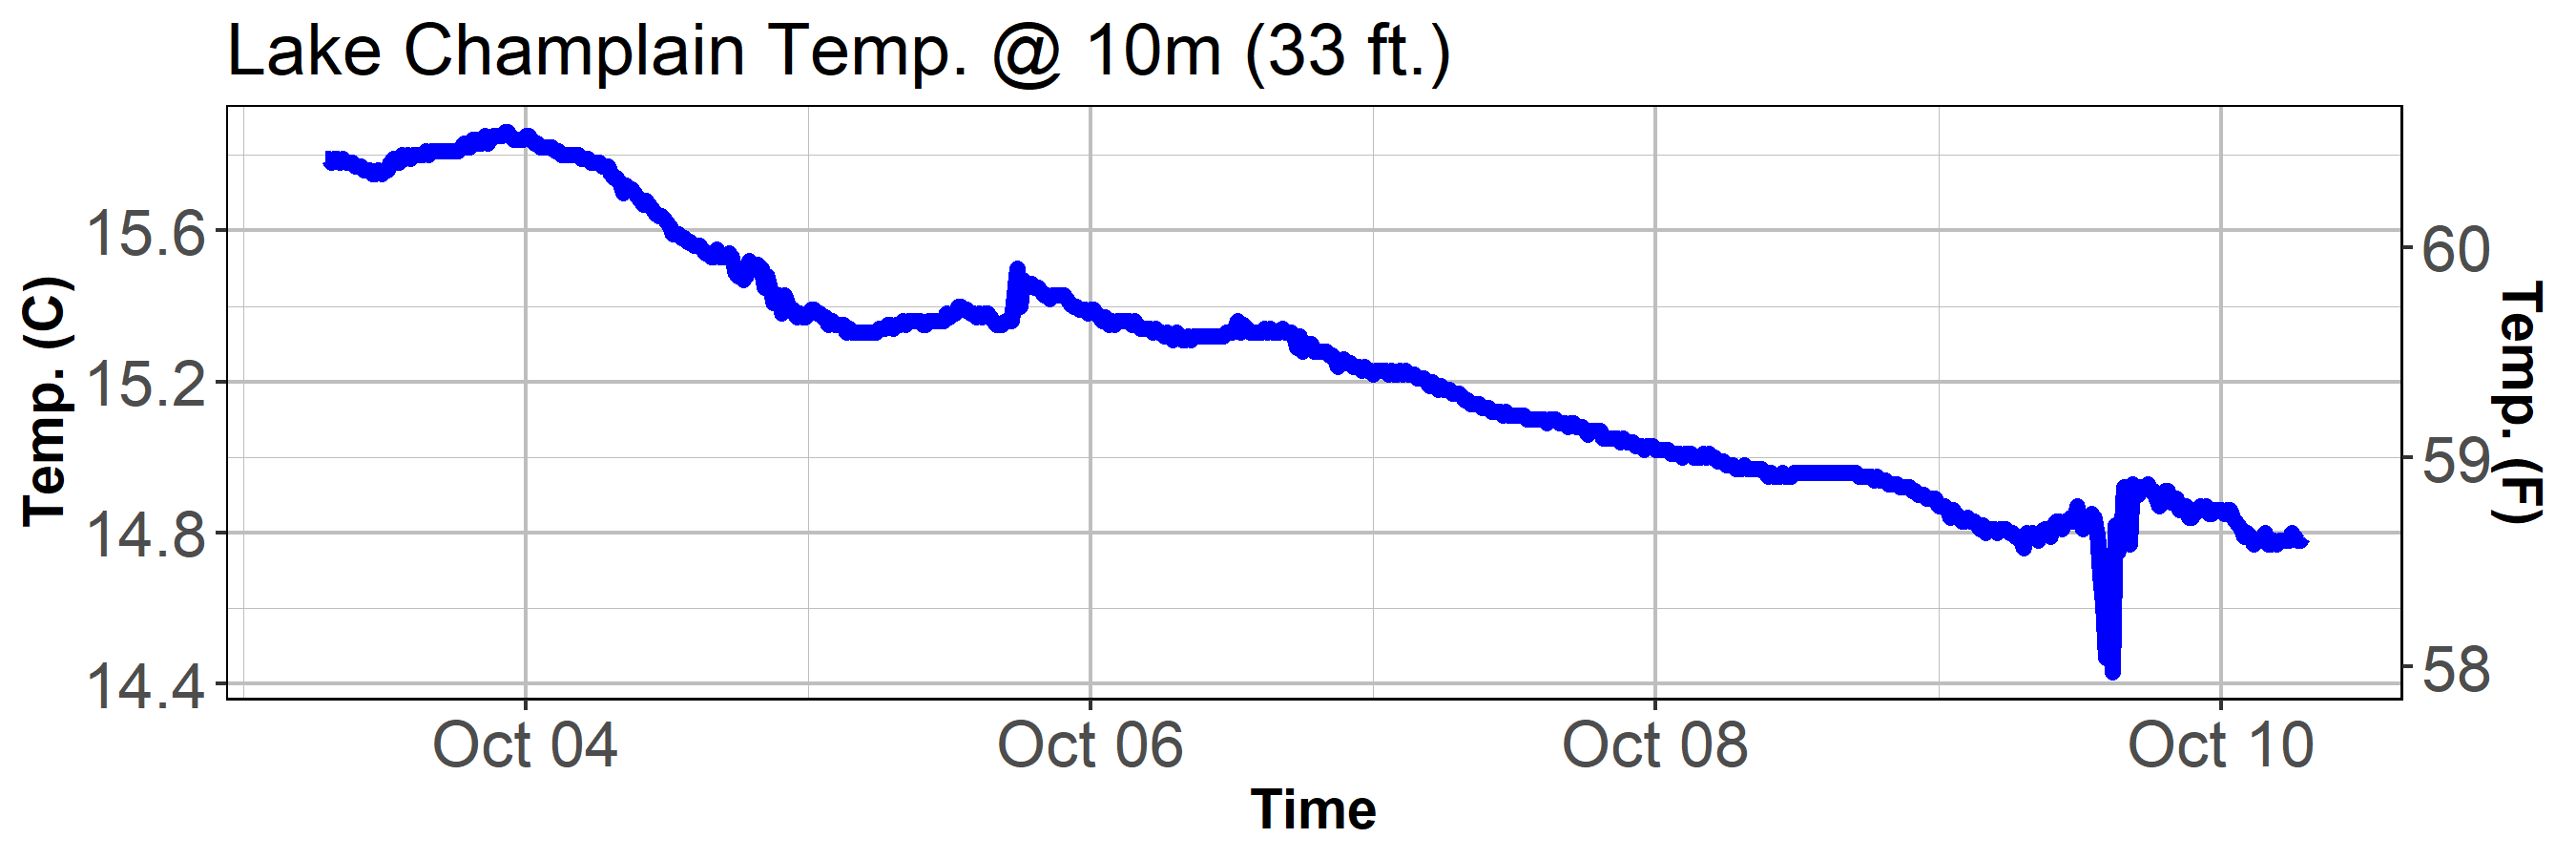 Lake Champlain Temp. @ 10m (33 ft.)
Temp. (C)
15.6
15.2
14.8
14.4
60
59
58
Temp. (F)
Oct 04 Oct 06 Oct 08 Oct 10
Time